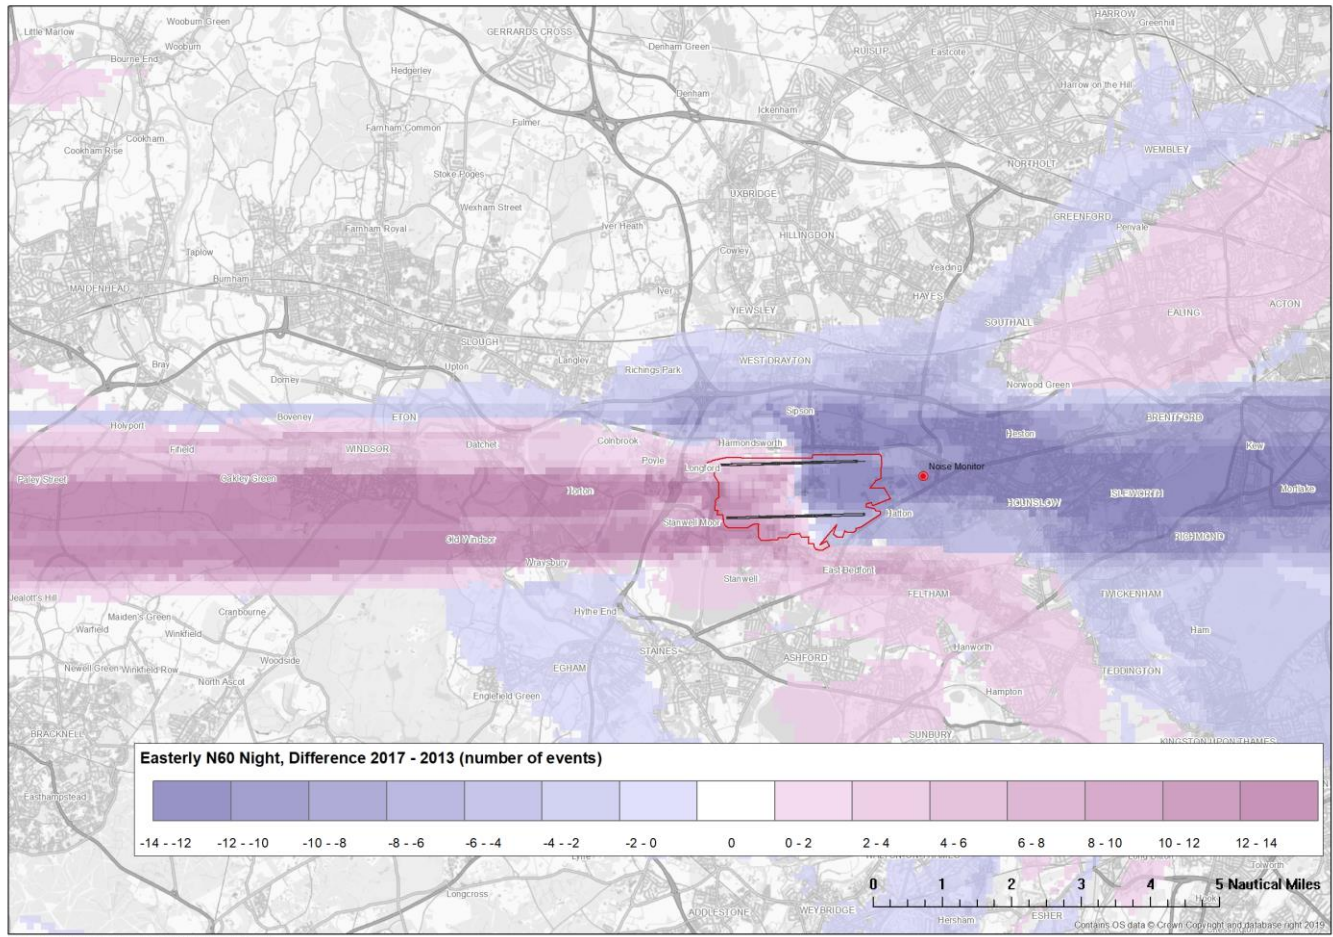 Wooburn Green
HARROW
Greenhill
Little Marlow
GERRARDS CROSS
Wooburn
Denham Green
RUISLIP
Eastcote
Bourne End
Hedgerley
Harrow on the Hill
Denham
Ickenham
Fulmer
Farnham Common
Cookham
Cookham Rise
WEMBLEY
NORTHOLT
Stoke Poges
UXBRIDGE
Wexham Street
GREENFORD
Iver Heath
Perivale
Farnham Royal
HILLINGDON
Taplow
Cowley
Yeading
Burnham
MAIDENHEAD
Iver
HAYES
ACTON
YIEWSLEY
EALING
SOUTHALL
SLOUGH
Langley
WEST DRAYTON
Bray
Upton
Richings Park
Dorney
Norwood Green
Sipson
Boveney
ETON
BRENTFORD
Holyport
Heston
Colnbrook
Harmondsworth
Datchet
Kew
Fifield
WINDSOR
Poyle
Longford
Noise Monitor
Paley Street
Oakley Green
Horton
Mortlake
ISLEWORTH
HOUNSLOW
Hatton
Stanwell Moor
RICHMOND
Old Windsor
Wraysbury
East Bedfont
Stanwell
FELTHAM
TWICKENHAM
Jealott's Hill
Cranbourne
Hythe End
Maiden's Green
Warfield
Winkfield
Ham
Hanworth
STAINES
ASHFORD
Woodside
Newell Green
Winkfield Row
EGHAM
TEDDINGTON
North Ascot
Englefield Green
Hampton
BRACKNELL
SUNBURY
KINGSTON UPON THAMES
Easterly N60 Night, Difference 2017 - 2013 (number of events)
Easthampstead
-14 - -12 -12 - -10 -10 - -8 -8 - -6 -6 - -4 -4 - -2 -2 - 0 0 0 - 2 2 - 4 4 - 6 6 - 8 8 - 10 10 - 12 12 - 14
Lyne
Tolworth
0 1 2 3 4 5 Nautical Miles
Longcross
Hook
ADDLESTONE
WEYBRIDGE
Hersham
ESHER
Contains OS data © Crown Copyright and database right 2019